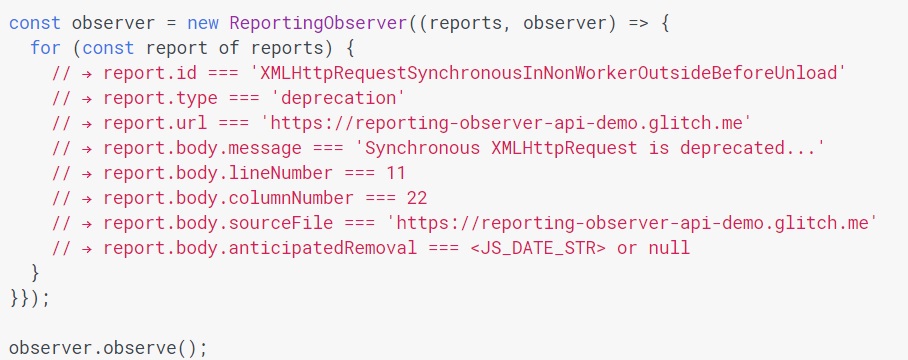 const observer = new ReportingObserver((reports, observer) => {
  for (const report of reports) {
    // → report.id === 'XMLHttpRequestSynchronousInNonWorkerOutsideBeforeUnload'
    // → report.type === 'deprecation'
    // → report.url === 'https://reporting-observer-api-demo.glitch.me'
    // → report.body.message === 'Synchronous XMLHttpRequest is deprecated...'
    // → report.body.lineNumber === 11
    // → report.body.columnNumber === 22
    // → report.body.sourceFile === 'https://reporting-observer-api-demo.glitch.me'
    // → report.body.anticipatedRemoval === <JS_DATE_STR> or null
  }
}});

observer.observe();